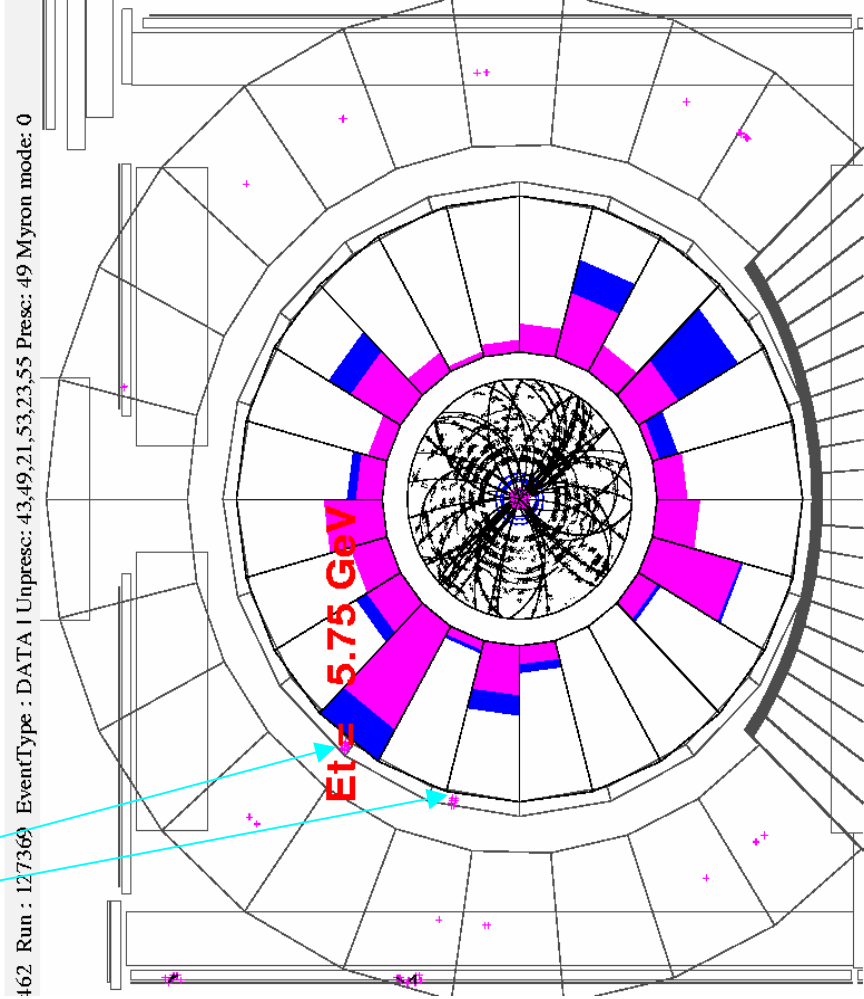 462 Run : 127369 EventType : DATA | Unpresc: 43,49,21,53,23,55 Presc: 49 Myron mode: 0
Et = 5.75 GeV